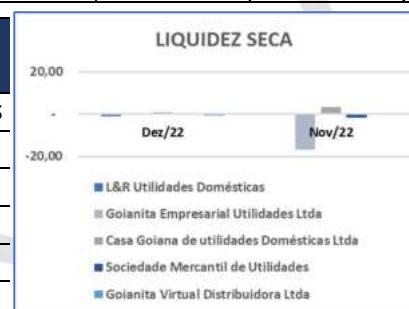 LIQUIDEZ SECA
20,00
-
Dez/22 Nov/22
-20,00
L&R Utilidades Domésticas
Goianita Empresarial Utilidades Ltda
Casa Goiana de utilidades Domésticas Ltda
Sociedade Mercantil de Utilidades
Goianita Virtual Distribuidora Ltda